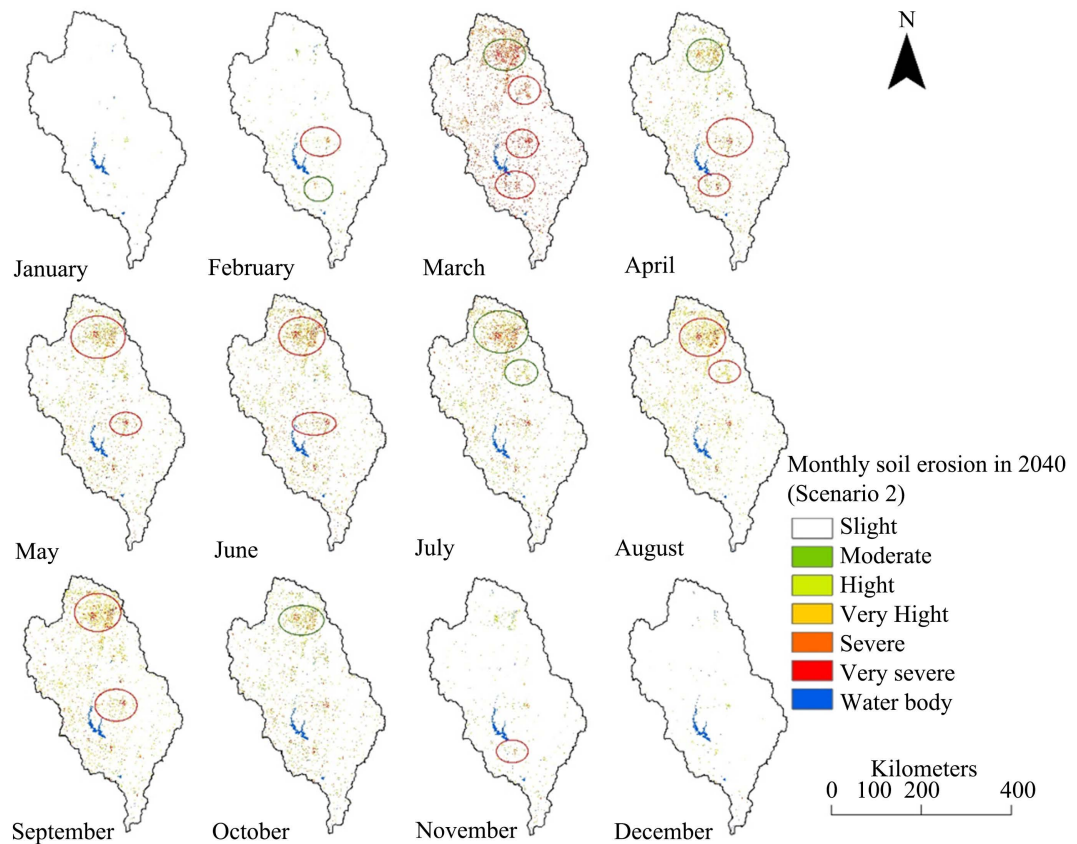 N
January
February
March
April
May
June
July
August
Monthly soil erosion in 2040
(Scenario 2)
Slight
Moderate
Hight
Very Hight
Severe
Very severe
Water body
September
October
November
December
Kilometers
0 100 200 400